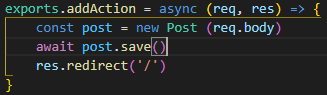 exports.addAction = async (req, res) => {
    const post = new Post (req.body)
    await post.save()
    res.redirect('/')
}